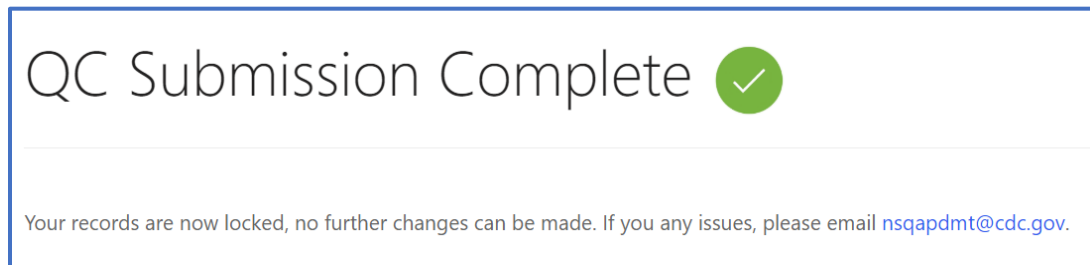 QC Submission Complete
Your records are now locked, no further changes can be made. If you any issues, please email nsqapdmt@cdc.gov.